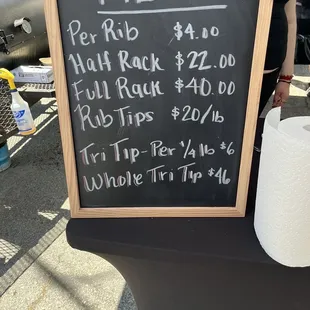 Per Rib $4.00
Half Rack $22.00
Full Rack $40.00
Rib Tips $20/lb
Tri Tip-Per ¼ lb $6
Whole Tri Tip $46